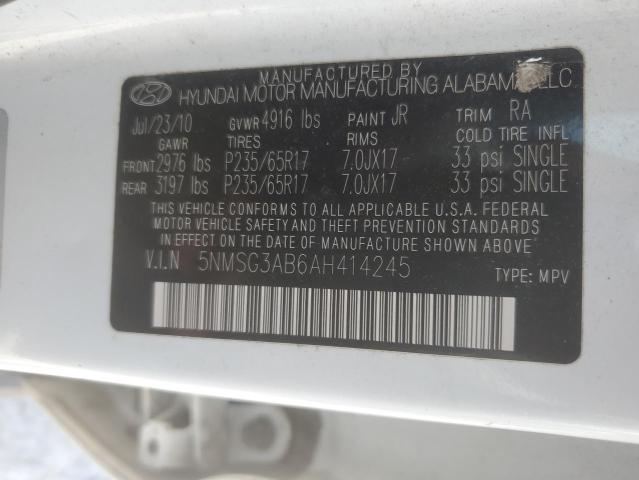 MANUFACTURED BY
HYUNDAI MOTOR MANUFACTURING ALABAMA, LLC
Jul/23/10 GVWR 4916 lbs PAINT JR TRIM RA
GAWR TIRES RIMS COLD TIRE INFL
FRONT 2976 lbs P235/65R17 7.0JX17 33 psi SINGLE
REAR 3197 lbs P235/65R17 7.0JX17 33 psi SINGLE
THIS VEHICLE CONFORMS TO ALL APPLICABLE U.S.A. FEDERAL
MOTOR VEHICLE SAFETY AND THEFT PREVENTION STANDARDS
IN EFFECT ON THE DATE OF MANUFACTURE SHOWN ABOVE
V.I.N 5NMSG3AB6AH414245 TYPE: MPV